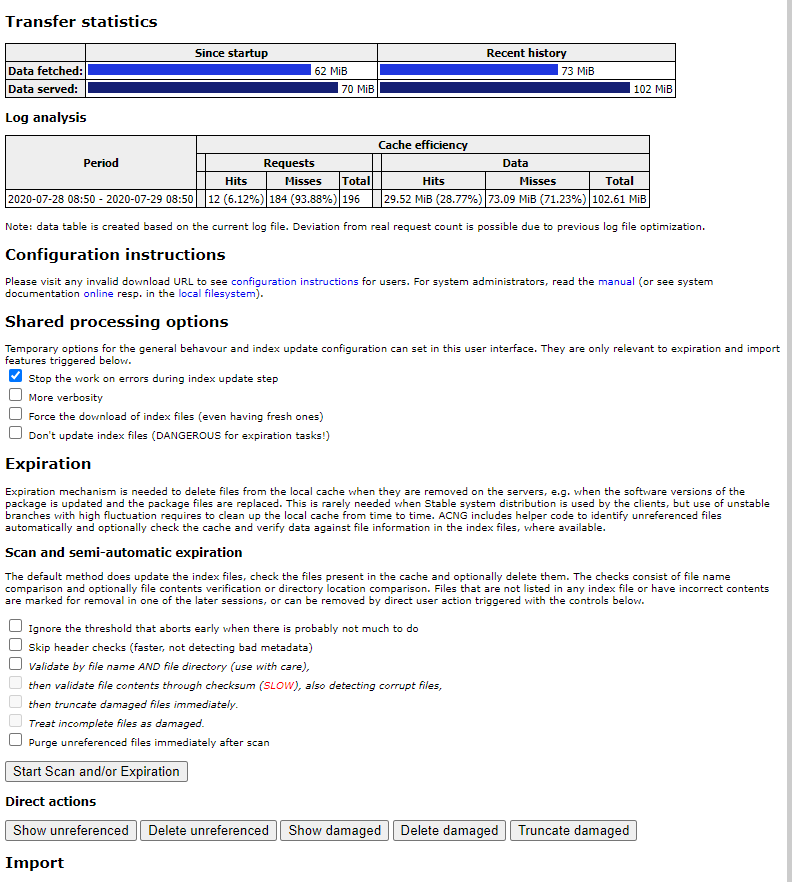 Transfer statistics
Since startup Recent history
Data fetched: 62 MiB 73 MiB
Data served: 70 MiB 102 MiB
Log analysis
Period Cache efficiency
Requests Data
Hits Misses Total Hits Misses Total
2020-07-28 08:50 - 2020-07-29 08:50 12 (6.12%) 184 (93.88%) 196 29.52 MiB (28.77%) 73.09 MiB (71.23%) 102.61 MiB
Note: data table is created based on the current log file. Deviation from real request count is possible due to previous log file optimization.
Configuration instructions
Please visit any invalid download URL to see configuration instructions for users. For system administrators, read the manual (or see system
documentation online resp. in the local filesystem).
Shared processing options
Temporary options for the general behavour and index update configuration can set in this user interface. They are only relevant to expiration and import
features triggered below.
Stop the work on errors during index update step
More verbosity
Force the download of index files (even having fresh ones)
Don't update index files (DANGEROUS for expiration tasks!)
Expiration
Expiration mechanism is needed to delete files from the local cache when they are removed on the servers, e.g. when the software versions of the
package is updated and the package files are replaced. This is rarely needed when Stable system distribution is used by the clients, but use of unstable
branches with high fluctuation requires to clean up the local cache from time to time. ACNG includes helper code to identify unreferenced files
automatically and optionally check the cache and verify data against file information in the index files, where available.
Scan and semi-automatic expiration
The default method does update the index files, check the files present in the cache and optionally delete them. The checks consist of file name
comparison and optionally file contents verification or directory location comparison. Files that are not listed in any index file or have incorrect contents
are marked for removal in one of the later sessions, or can be removed by direct user action triggered with the controls below.
Ignore the threshold that aborts early when there is probably not much to do
Skip header checks (faster, not detecting bad metadata)
Validate by file name AND file directory (use with care),
then validate file contents through checksum (SLOW), also detecting corrupt files,
then truncate damaged files immediately.
Treat incomplete files as damaged.
Purge unreferenced files immediately after scan
Start Scan and/or Expiration
Direct actions
Show unreferenced Delete unreferenced Show damaged Delete damaged Truncate damaged
Import